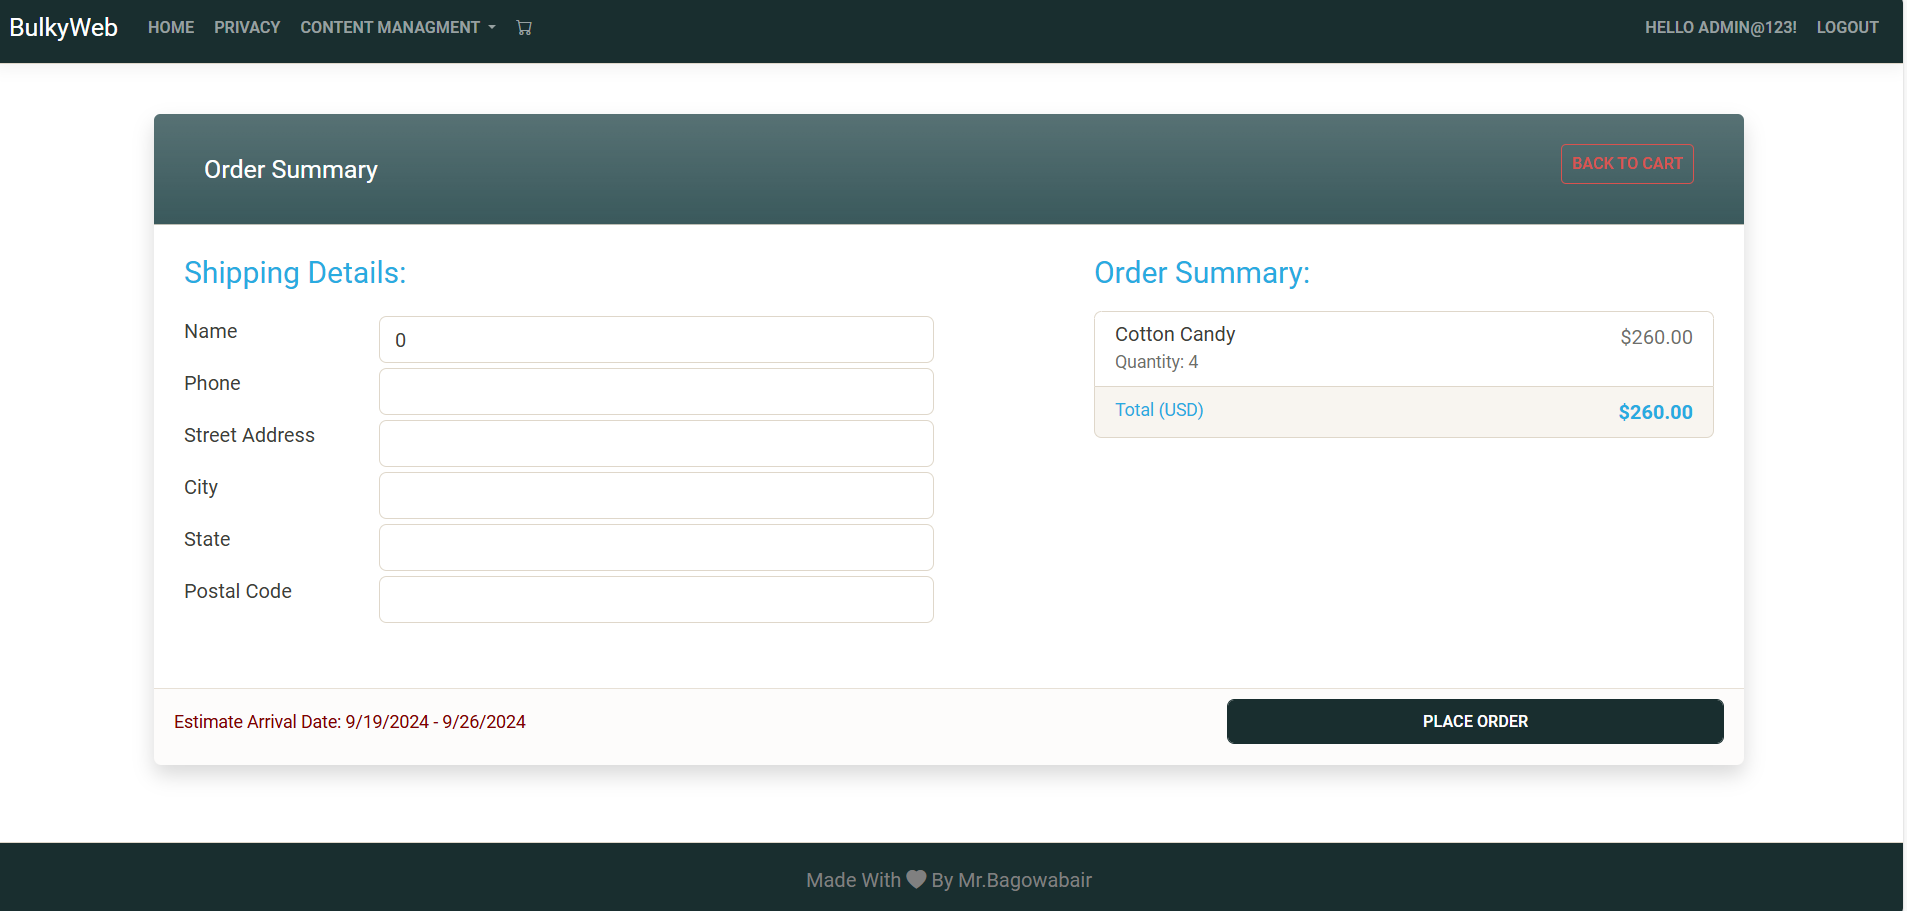 BulkyWeb HOME PRIVACY CONTENT MANAGMENT HELLO ADMIN@123! LOGOUT
Order Summary
BACK TO CART
Shipping Details:
Name 0
Phone
Street Address
City
State
Postal Code
Order Summary:
Cotton Candy $260.00
Quantity: 4
Total (USD) $260.00
Estimate Arrival Date: 9/19/2024 - 9/26/2024
PLACE ORDER
Made With By Mr.Bagowabair